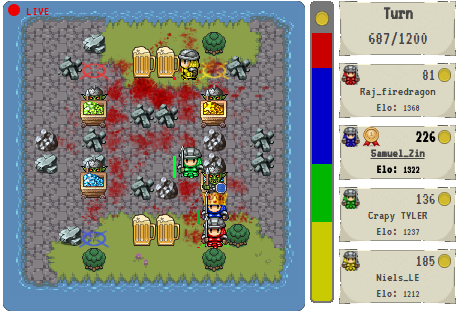 LIVE
Turn
687/1200
81
Raj_firedragon
Elo: 1360
226
Samuel_Zin
Elo: 1322
136
Crapy TYLER
Elo: 1237
185
Niels_LE
Elo: 1212